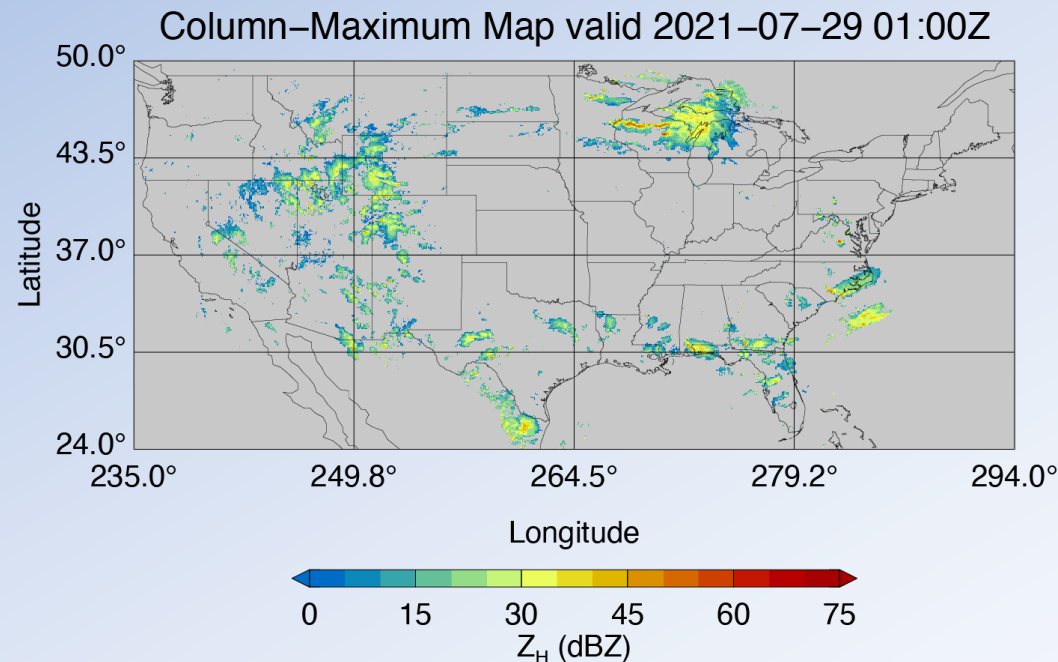 Column−Maximum Map valid 2021−07−29 01:00Z
50.0°
43.5°
37.0°
30.5°
24.0°
Latitude
235.0° 249.8° 264.5° 279.2° 294.0°
Longitude
0 15 30 45 60 75
Z_H (dBZ)